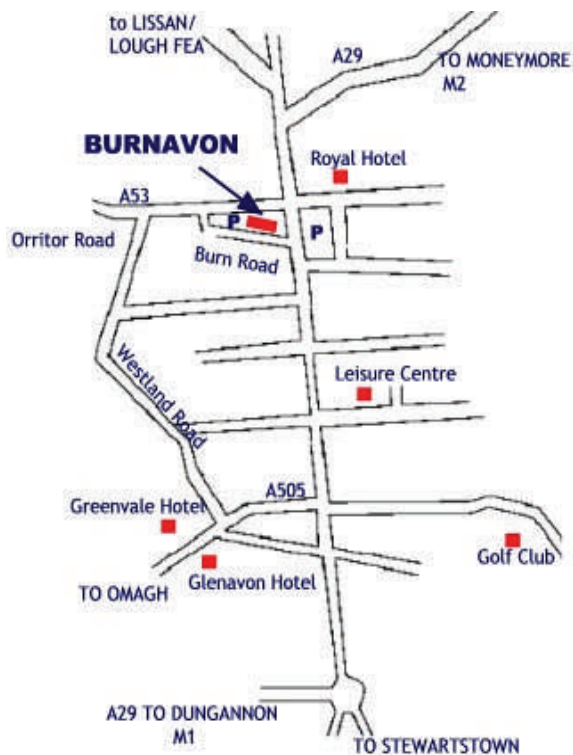 to LISSAN/
LOUGH FEA
A29
TO MONEYMORE
M2
BURNAVON
Royal Hotel
A53
P
P
Orritor Road
Burn Road
Westland Road
Leisure Centre
A505
Greenvale Hotel
Golf Club
Glenavon Hotel
TO OMAGH
A29 TO DUNGANNON
M1
TO STEWARTSTOWN